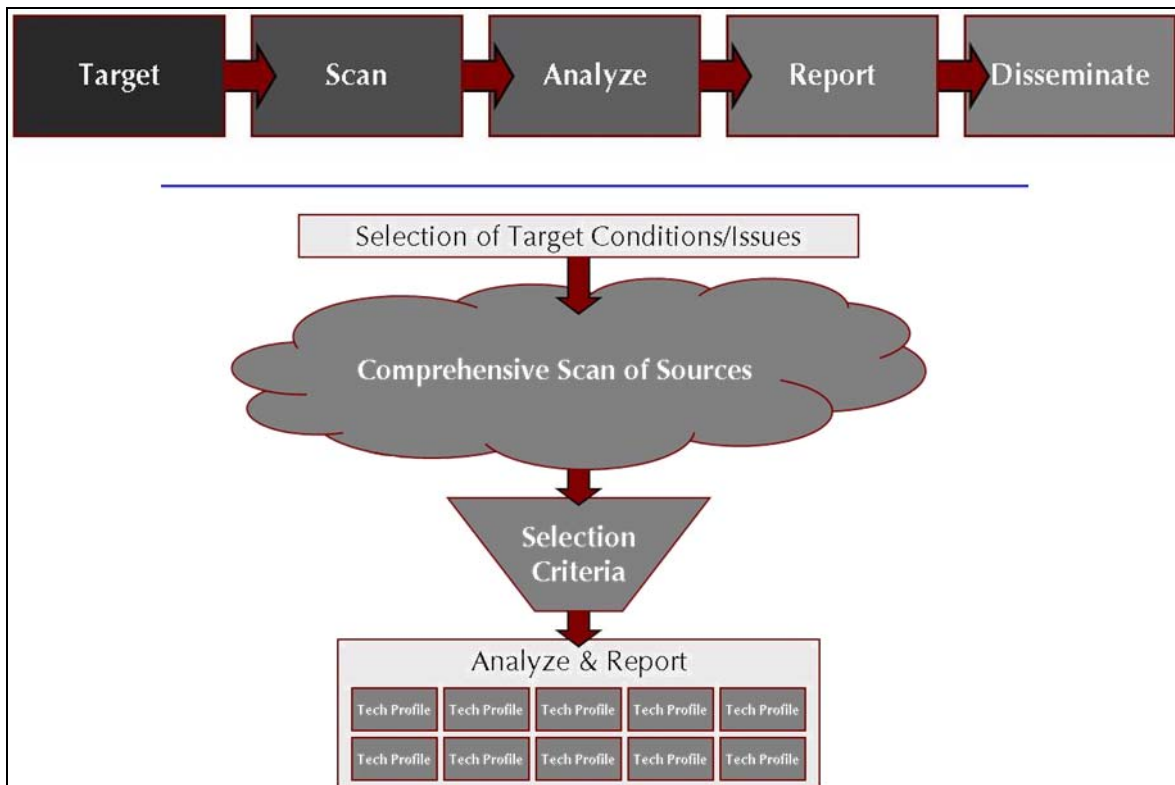 Target
Scan
Analyze
Report
Disseminate
Selection of Target Conditions/Issues
Comprehensive Scan of Sources
Selection
Criteria
Analyze & Report
Tech Profile
Tech Profile
Tech Profile
Tech Profile
Tech Profile
Tech Profile
Tech Profile
Tech Profile
Tech Profile
Tech Profile